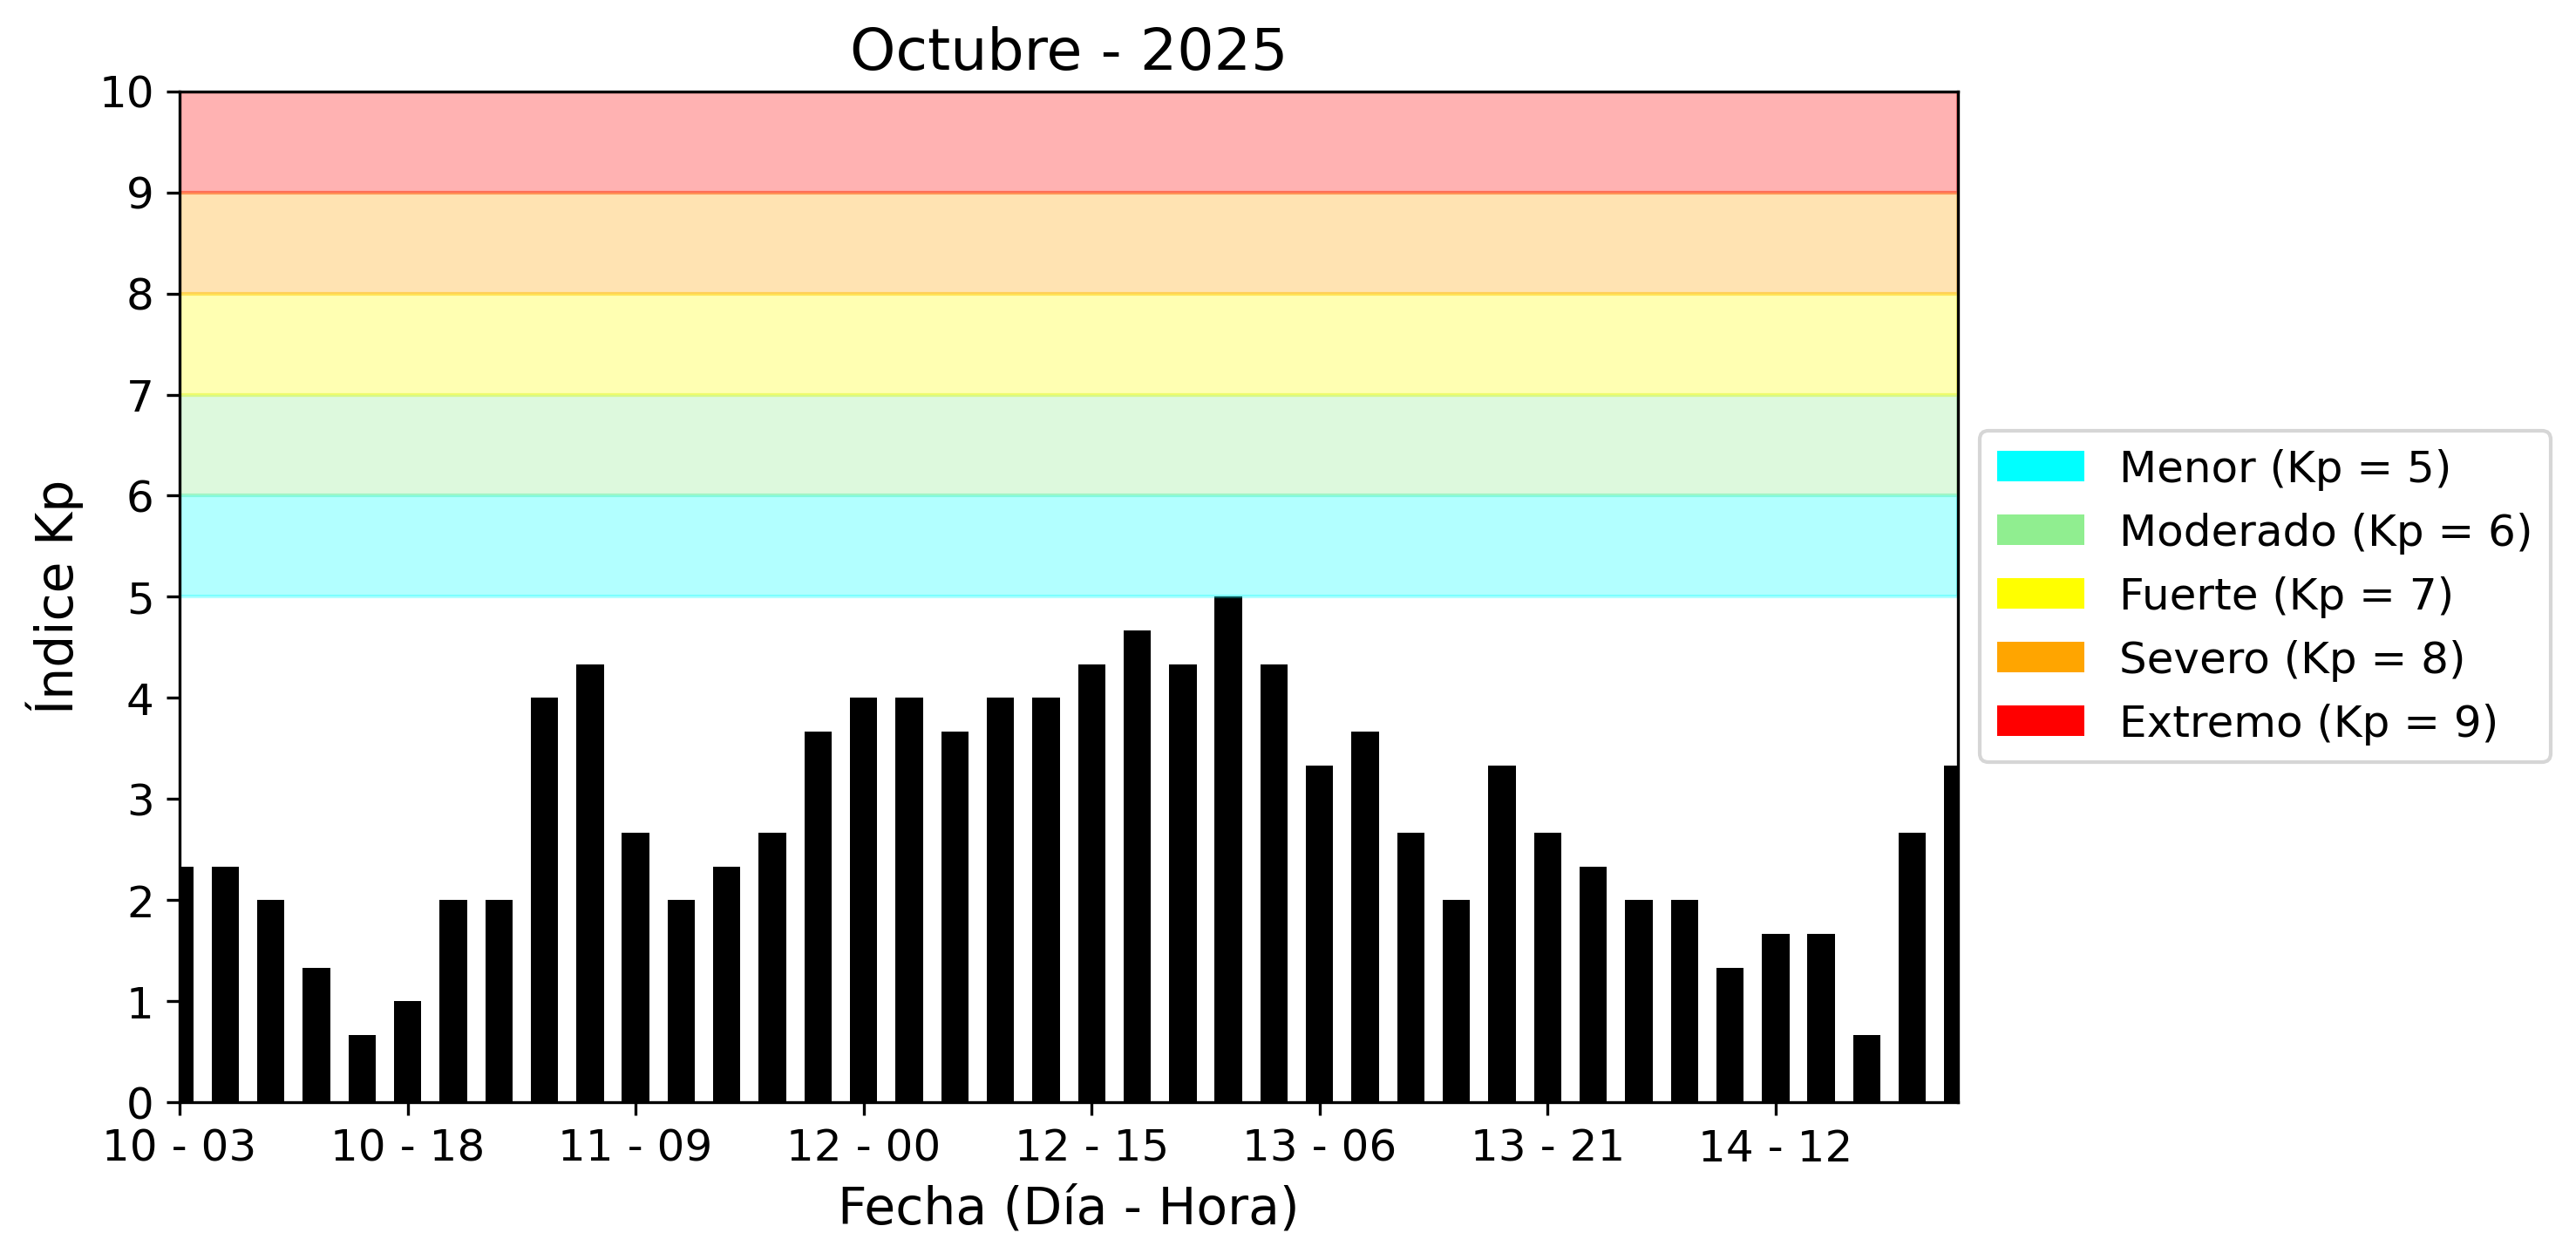 Octubre - 2025
10
9
8
7
6
5
4
3
2
1
0
Índice Kp
10 - 03
10 - 18
11 - 09
12 - 00
12 - 15
13 - 06
13 - 21
14 - 12
Fecha (Día - Hora)
Menor (Kp = 5)
Moderado (Kp = 6)
Fuerte (Kp = 7)
Severo (Kp = 8)
Extremo (Kp = 9)